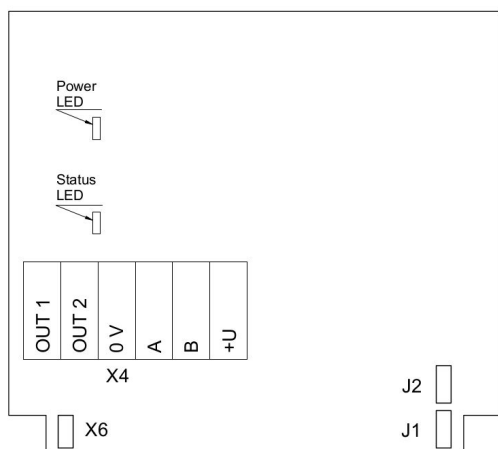 Power
LED
Status
LED
OUT 1
OUT 2
0 V
A
B
+U
X4
J2
X6
J1